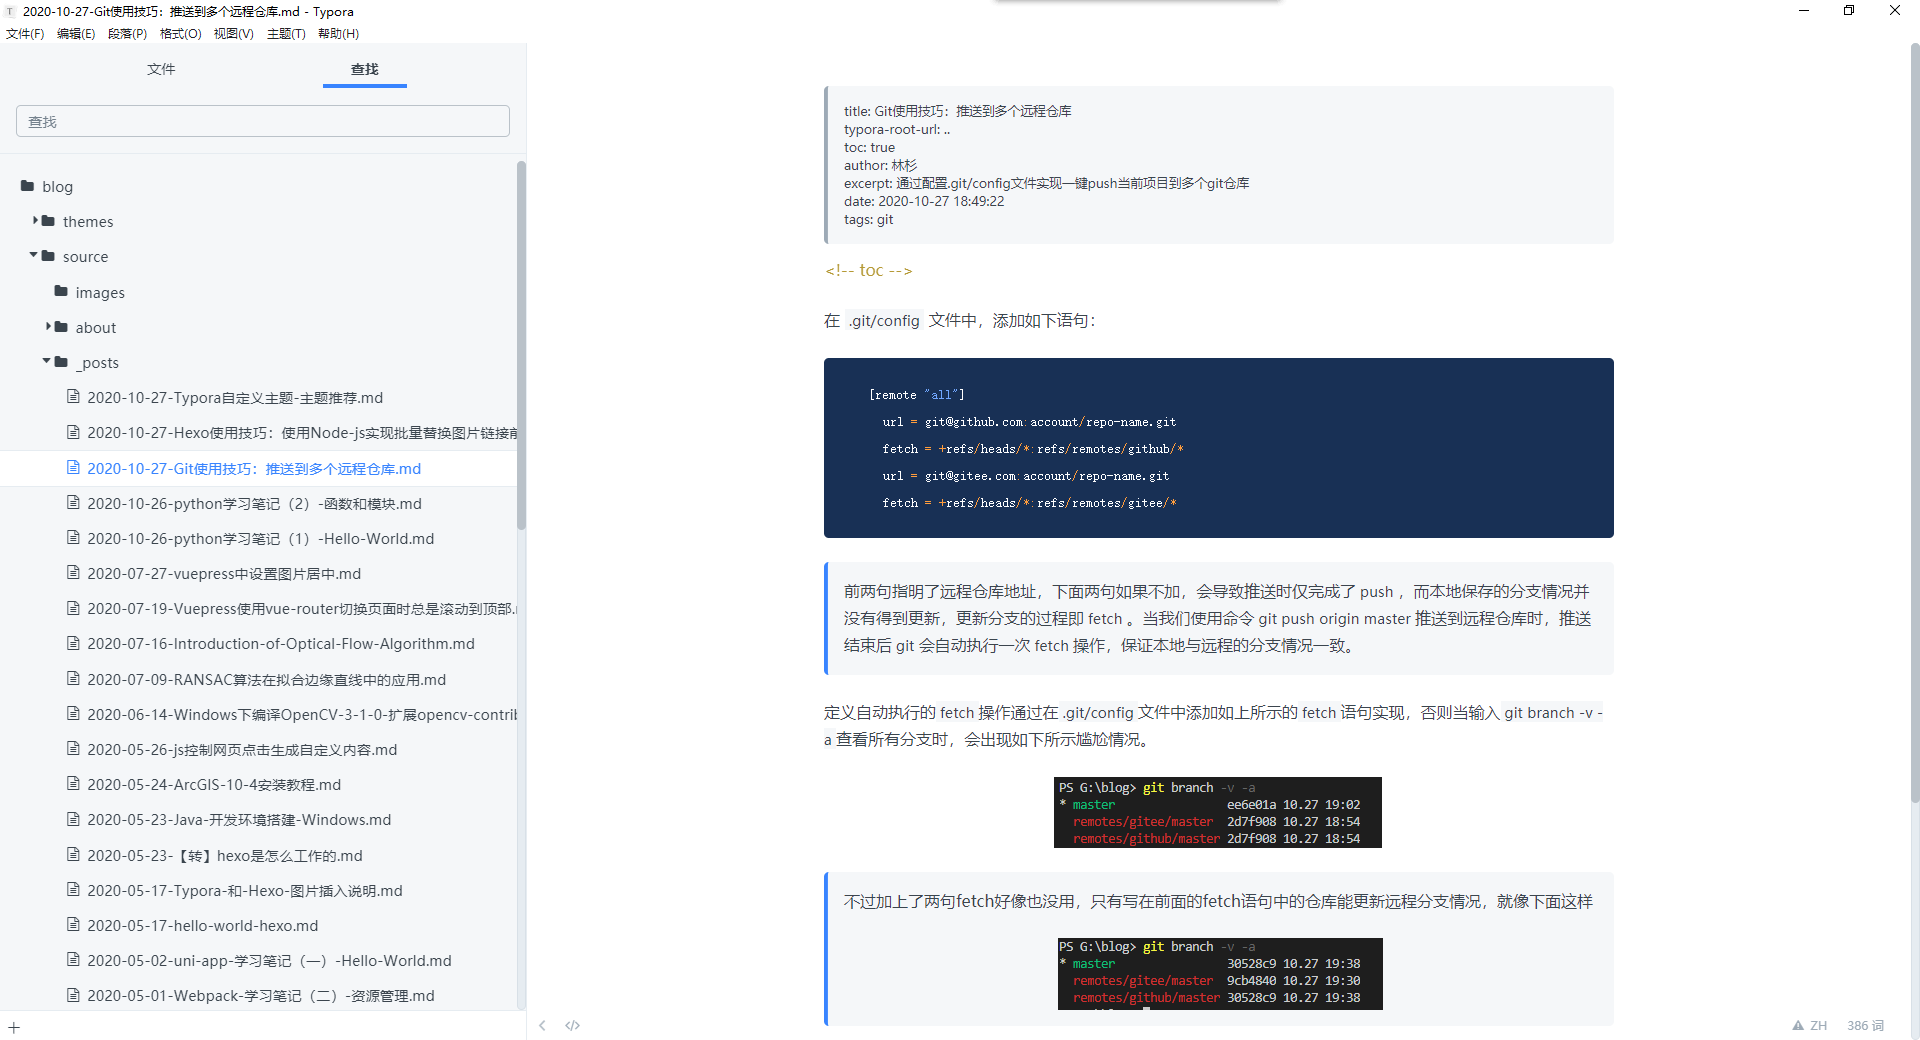 2020-10-27-Git使用技巧：推送到多个远程仓库.md - Typora
文件(F) 编辑(E) 段落(P) 格式(O) 视图(V) 主题(T) 帮助(H)
文件 查找
查找
blog
themes
source
images
about
_posts
2020-10-27-Typora自定义主题-主题推荐.md
2020-10-27-Hexo使用技巧：使用Node-js实现批量替换图片链接前
2020-10-27-Git使用技巧：推送到多个远程仓库.md
2020-10-26-python学习笔记（2）-函数和模块.md
2020-10-26-python学习笔记（1）-Hello-World.md
2020-07-27-vuepress中设置图片居中.md
2020-07-19-Vuepress使用vue-router切换页面时总是滚动到顶部.
2020-07-16-Introduction-of-Optical-Flow-Algorithm.md
2020-07-09-RANSAC算法在拟合边缘直线中的应用.md
2020-06-14-Windows下编译OpenCV-3-1-0-扩展opencv-contrib
2020-05-26-js控制网页点击生成自定义内容.md
2020-05-24-ArcGIS-10-4安装教程.md
2020-05-23-Java-开发环境搭建-Windows.md
2020-05-23-【转】hexo是怎么工作的.md
2020-05-17-Typora-和-Hexo-图片插入说明.md
2020-05-17-hello-world-hexo.md
2020-05-02-uni-app-学习笔记（一）-Hello-World.md
2020-05-01-Webpack-学习笔记（二）-资源管理.md
title: Git使用技巧：推送到多个远程仓库
typora-root-url: ..
toc: true
author: 林杉
excerpt: 通过配置.git/config文件实现一键push当前项目到多个git仓库
date: 2020-10-27 18:49:22
tags: git
<!-- toc -->
在 .git/config 文件中，添加如下语句：
[remote "all"]
url = git@github.com:account/repo-name.git
fetch = +refs/heads/*:refs/remotes/github/*
url = git@gitee.com:account/repo-name.git
fetch = +refs/heads/*:refs/remotes/gitee/*
前两句指明了远程仓库地址，下面两句如果不加，会导致推送时仅完成了 push ，而本地保存的分支情况并
没有得到更新，更新分支的过程即 fetch 。当我们使用命令 git push origin master 推送到远程仓库时，推送
结束后 git 会自动执行一次 fetch 操作，保证本地与远程的分支情况一致。
定义自动执行的 fetch 操作通过在 .git/config 文件中添加如上所示的 fetch 语句实现，否则当输入 git branch -v -
a 查看所有分支时，会出现如下所示尴尬情况。
PS G:\blog> git branch -v -a
* master ee6e01a 10.27 19:02
remotes/gitee/master 2d7f908 10.27 18:54
remotes/github/master 2d7f908 10.27 18:54
不过加上了两句fetch好像也没用，只有写在前面的fetch语句中的仓库能更新远程分支情况，就像下面这样
PS G:\blog> git branch -v -a
* master 30528c9 10.27 19:38
remotes/gitee/master 9cb4840 10.27 19:30
remotes/github/master 30528c9 10.27 19:38
ZH 386 词